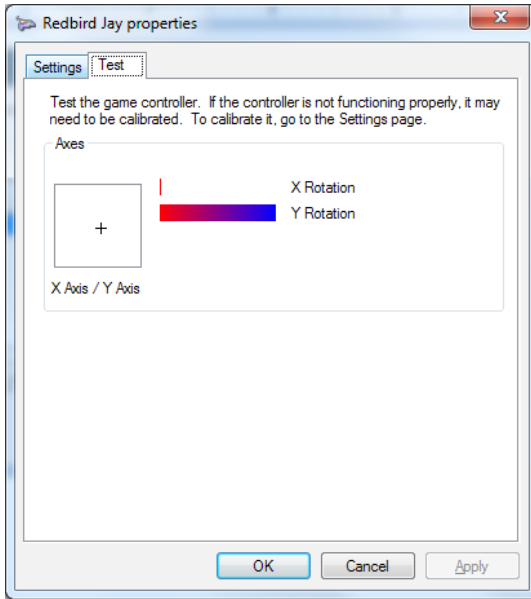 Redbird Jay properties
Settings
Test
Test the game controller. If the controller is not functioning properly, it may
need to be calibrated. To calibrate it, go to the Settings page.
Axes
X Rotation
Y Rotation
X Axis / Y Axis
OK
Cancel
Apply